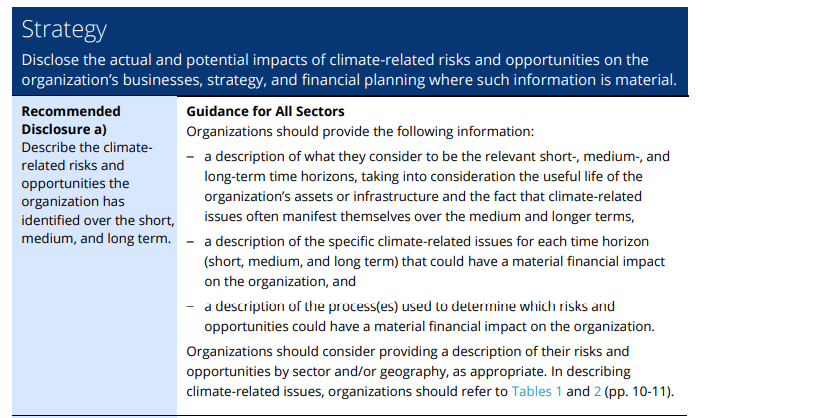 Strategy
Disclose the actual and potential impacts of climate-related risks and opportunities on the
organization’s businesses, strategy, and financial planning where such information is material.
Recommended
Disclosure a)
Describe the climate-
related risks and
opportunities the
organization has
identified over the short,
medium, and long term.
Guidance for All Sectors
Organizations should provide the following information:
– a description of what they consider to be the relevant short-, medium-, and
long-term time horizons, taking into consideration the useful life of the
organization’s assets or infrastructure and the fact that climate-related
issues often manifest themselves over the medium and longer terms,
– a description of the specific climate-related issues for each time horizon
(short, medium, and long term) that could have a material financial impact
on the organization, and
– a description of the process(es) used to determine which risks and
opportunities could have a material financial impact on the organization.
Organizations should consider providing a description of their risks and
opportunities by sector and/or geography, as appropriate. In describing
climate-related issues, organizations should refer to Tables 1 and 2 (pp. 10-11).